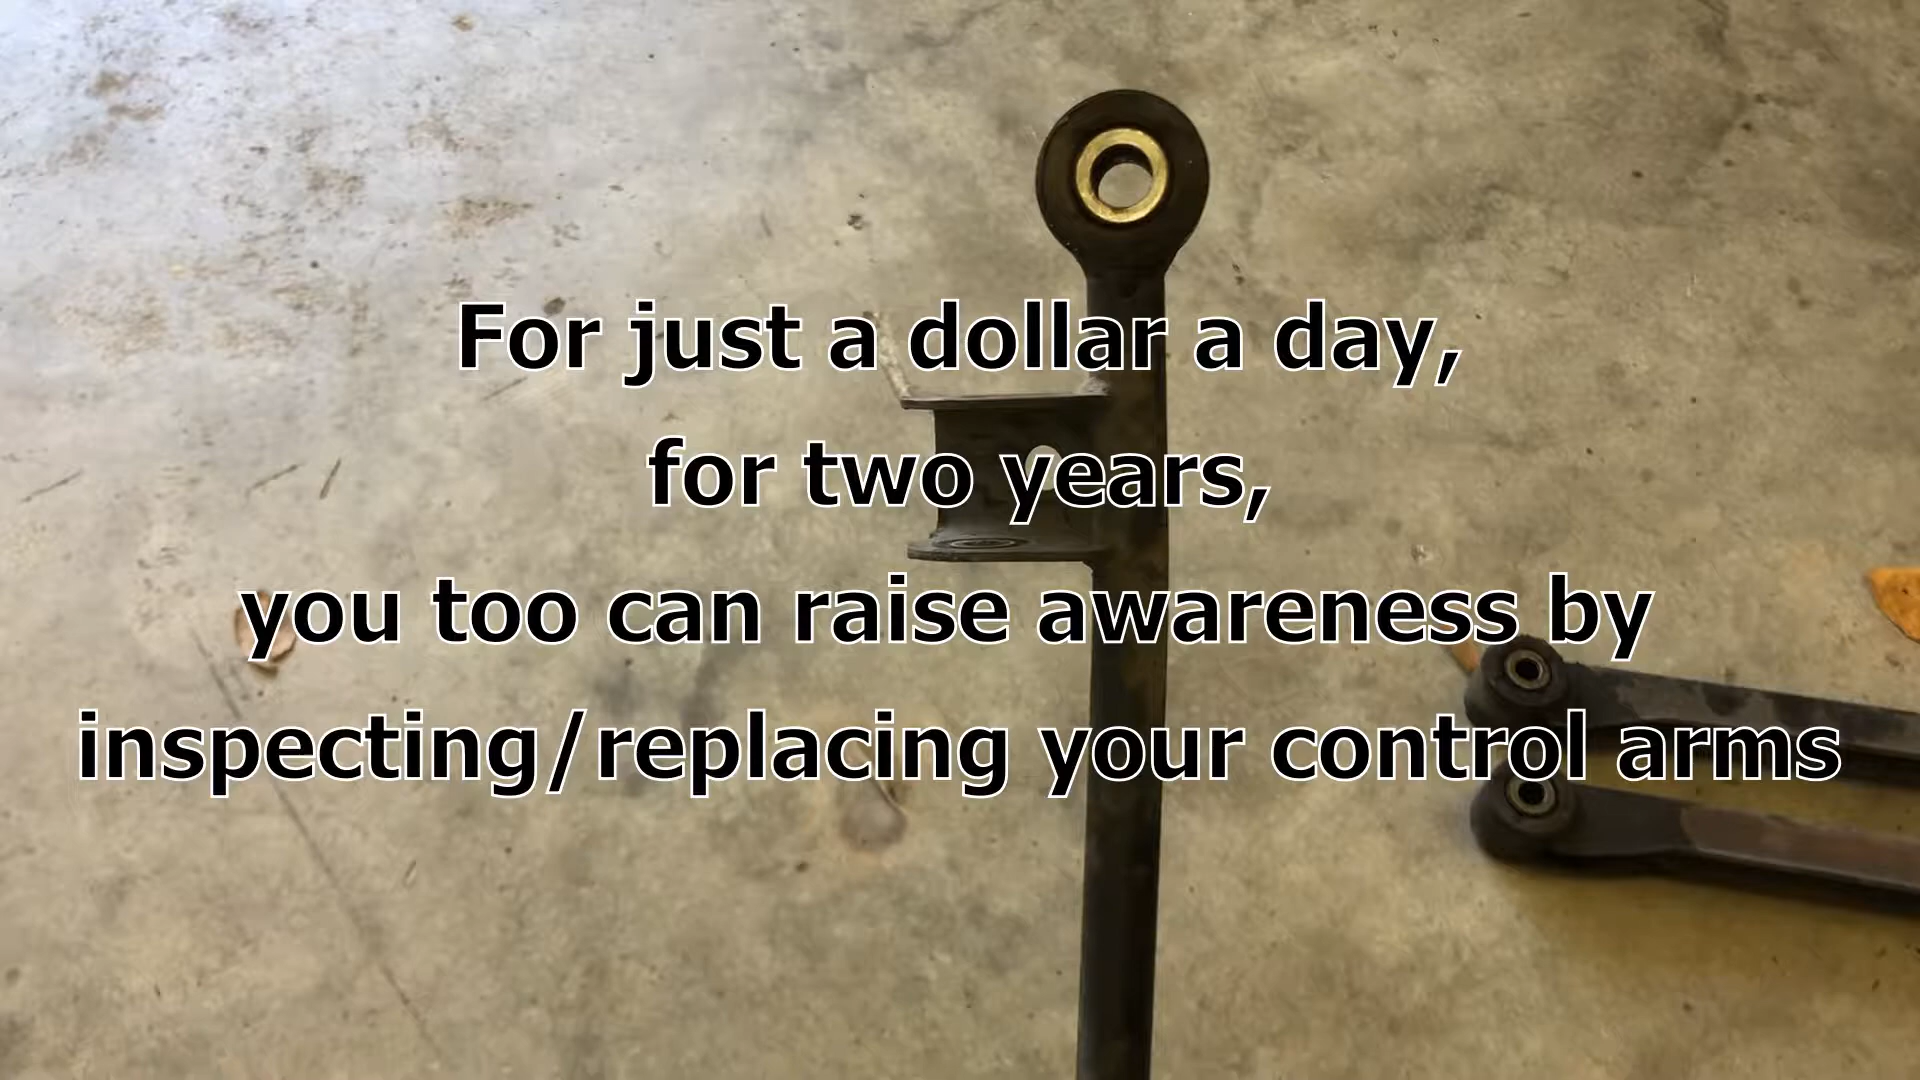 For just a dollar a day,
for two years,
you too can raise awareness by
inspecting/replacing your control arms